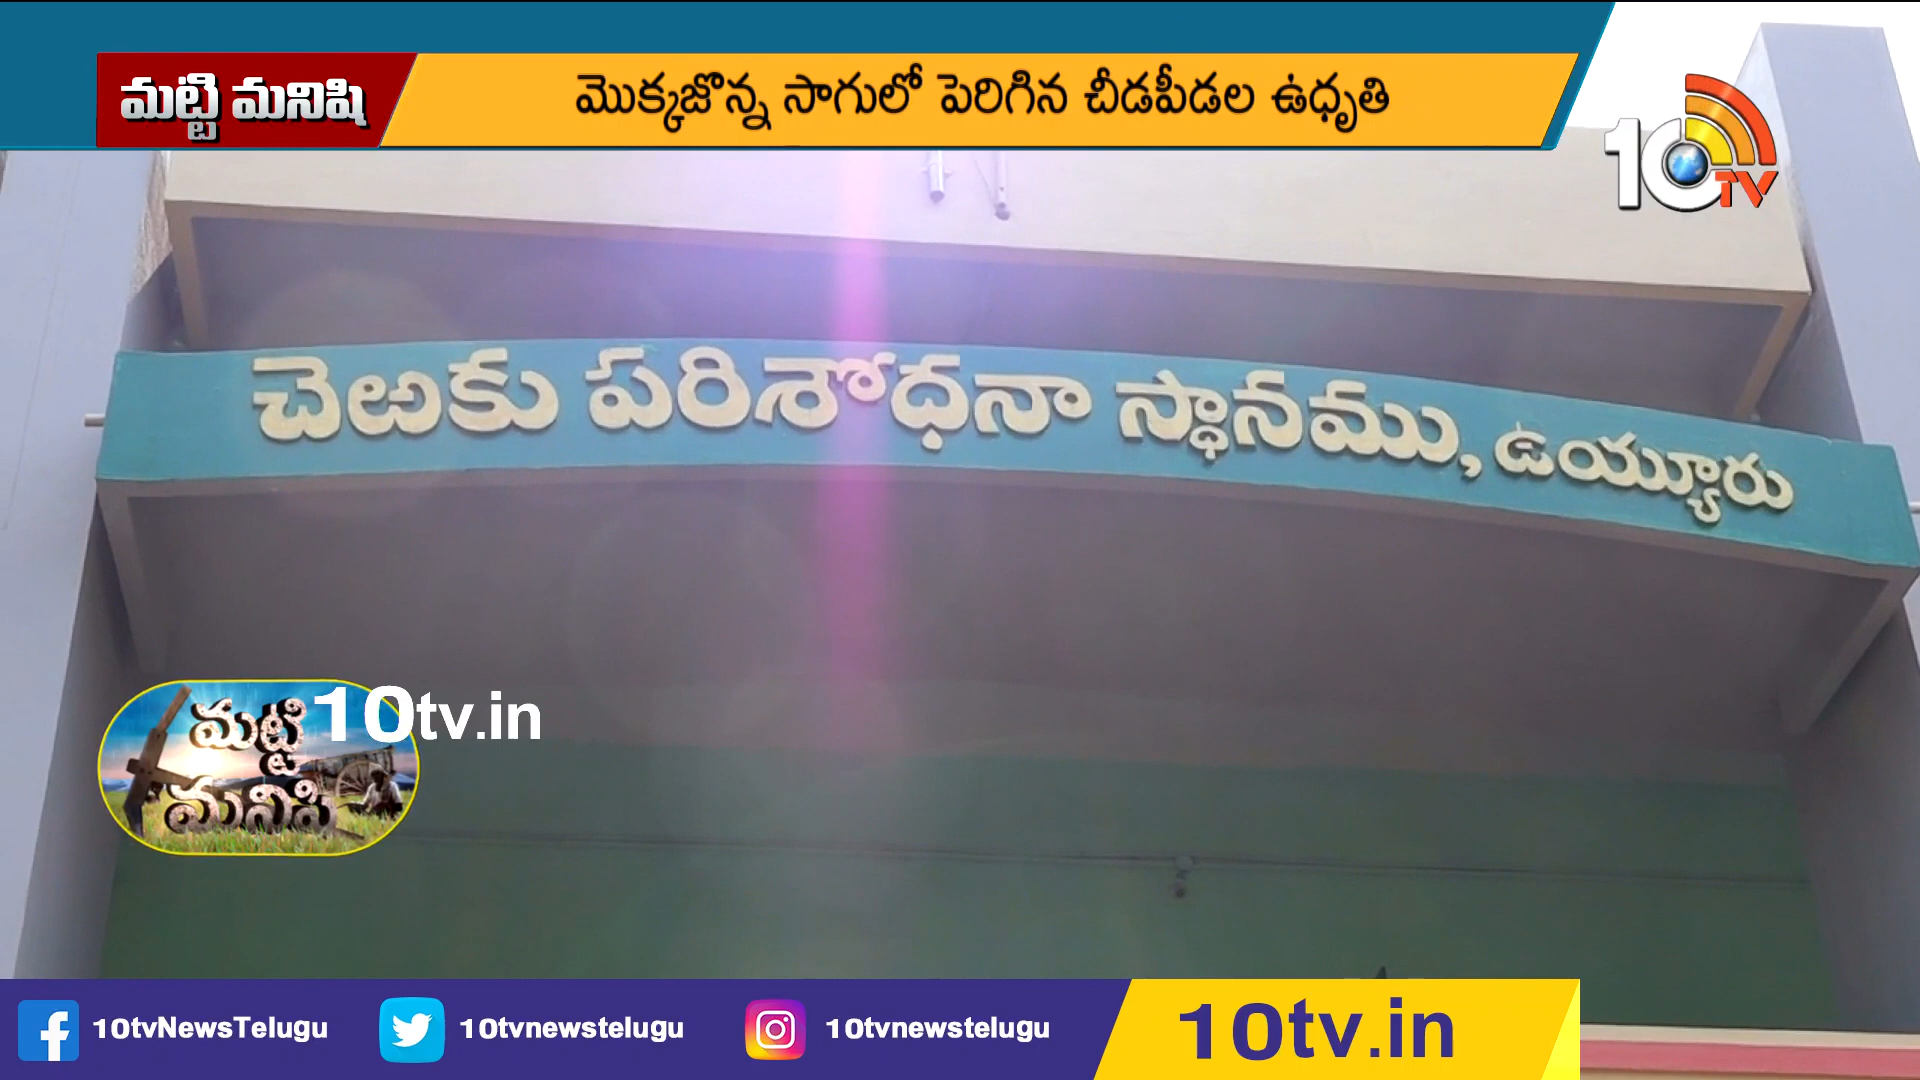 మట్టి మనిషి
మొక్కజొన్న సాగులో పెరిగిన చీడపీడల ఉధృతి
10TV
చెఱకు పరిశోధనా స్థానము, ఉయ్యూరు
మట్టి
మనిషి
10tv.in
10tvNewsTelugu
10tvnewstelugu
10tvnewstelugu
10tv.in